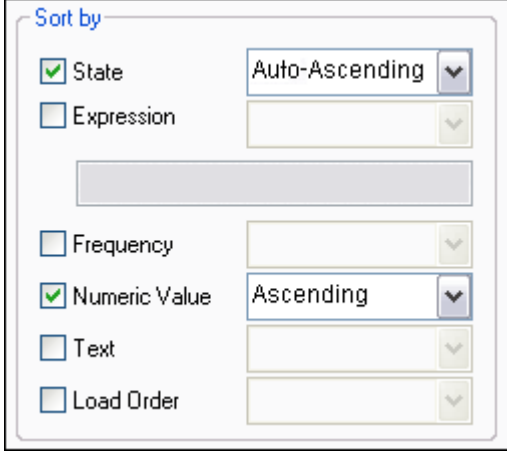 Sort by
State Auto-Ascending
Expression
Frequency
Numeric Value Ascending
Text
Load Order